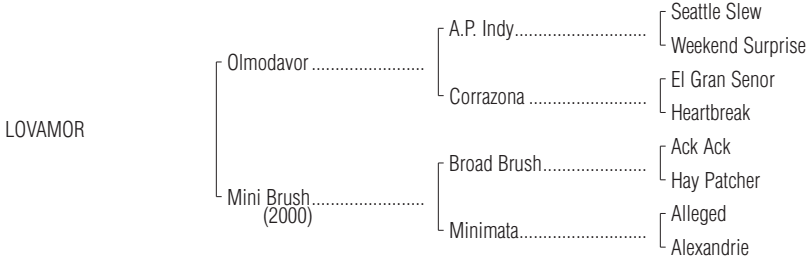 Seattle Slew
A.P. Indy..............................
Weekend Surprise
Olmodavor..........................
El Gran Senor
Corrazona ...........................
Heartbreak
LOVAMOR
Ack Ack
Broad Brush........................
Hay Patcher
Mini Brush..........................
(2000)
Alleged
Minimata.............................
Alexandrie